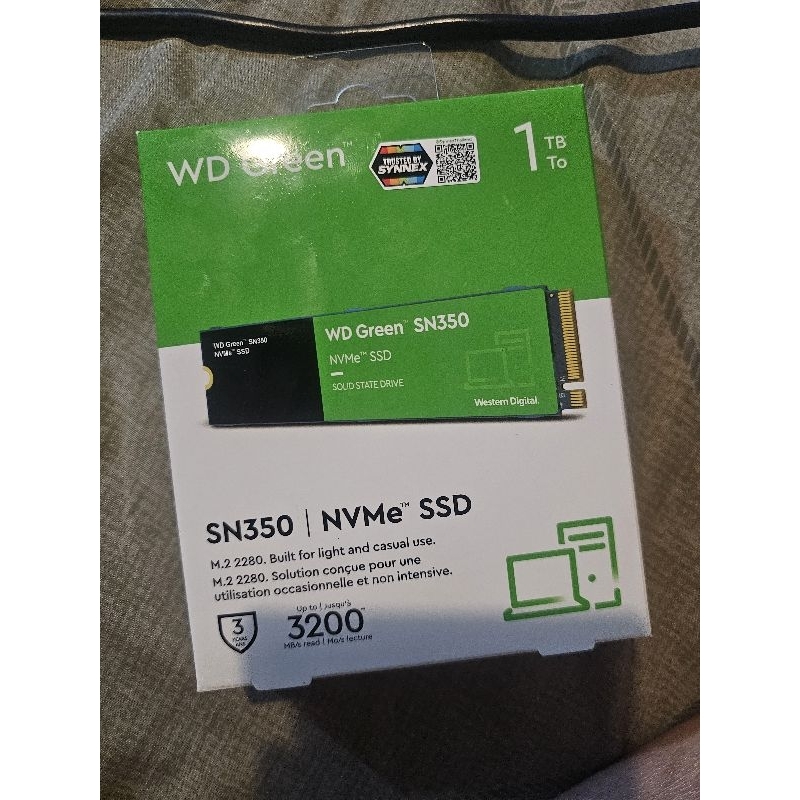 WD Green™
TRUSTED BY
SYNNEX
1 TB
To
WD Green™ SN350
NVMe™ SSD
WD Green™ SN350
NVMe™ SSD
SOLID STATE DRIVE
Western Digital.
SN350 | NVMe™ SSD
M.2 2280. Built for light and casual use.
M.2 2280. Solution conçue pour une
utilisation occasionnelle et non intensive.
3
YEARS
ANS
Up to | Jusqu'à
3200
MB/s read | Mo/s lecture